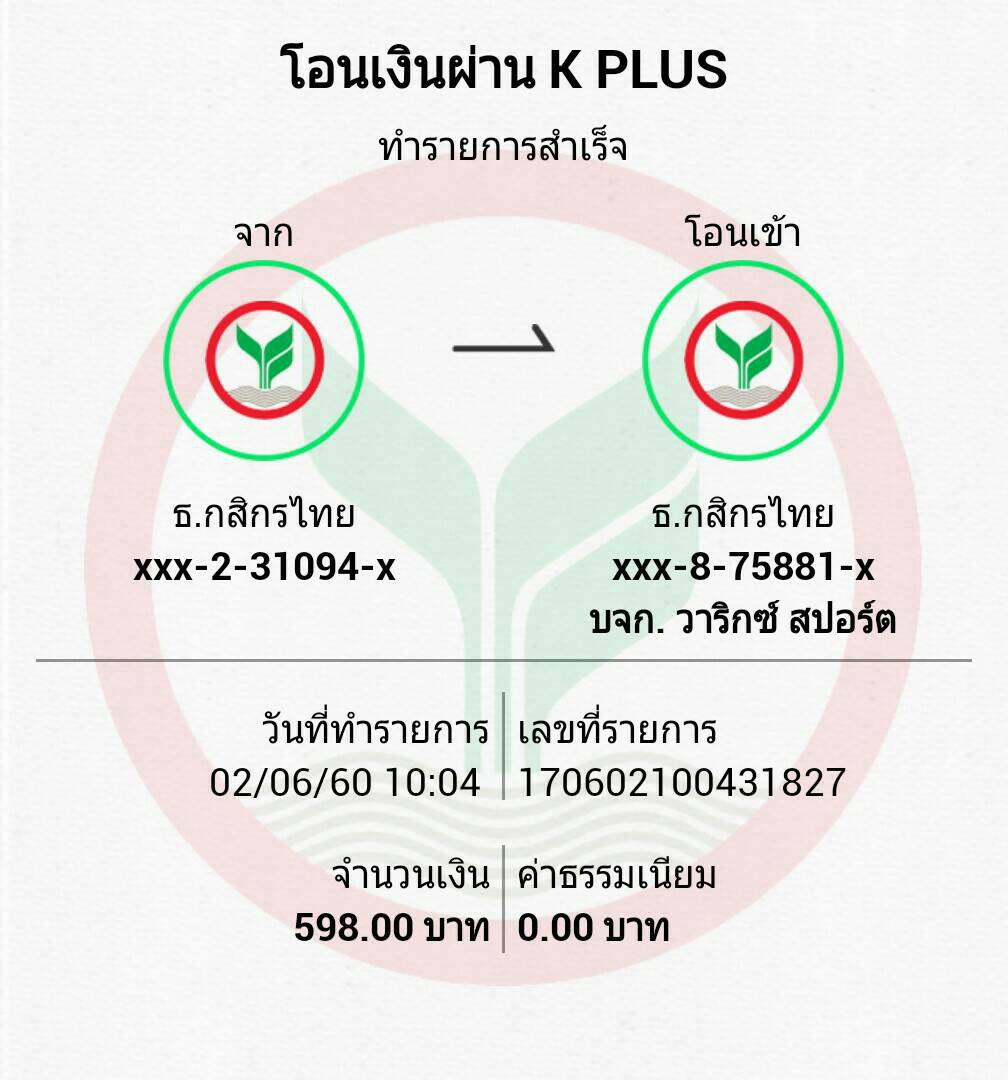 โอนเงินผ่าน K PLUS
ทำรายการสำเร็จ
จาก
โอนเข้า
ธ.กสิกรไทย
xxx-2-31094-x
ธ.กสิกรไทย
xxx-8-75881-x
บจก. วาริกซ์ สปอร์ต
วันที่ทำรายการ
02/06/60 10:04
เลขที่รายการ
170602100431827
จำนวนเงิน
598.00 บาท
ค่าธรรมเนียม
0.00 บาท